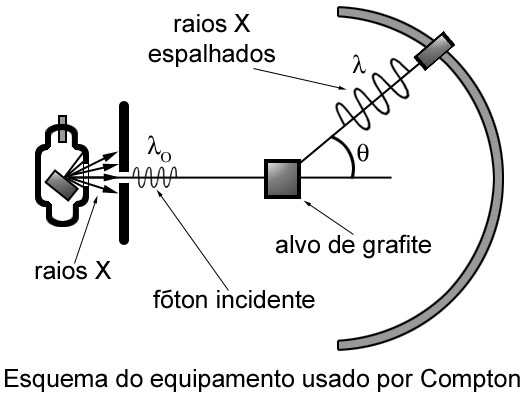 raios X
espalhados
λ
λo
θ
alvo de grafite
raios X
fóton incidente
Esquema do equipamento usado por Compton